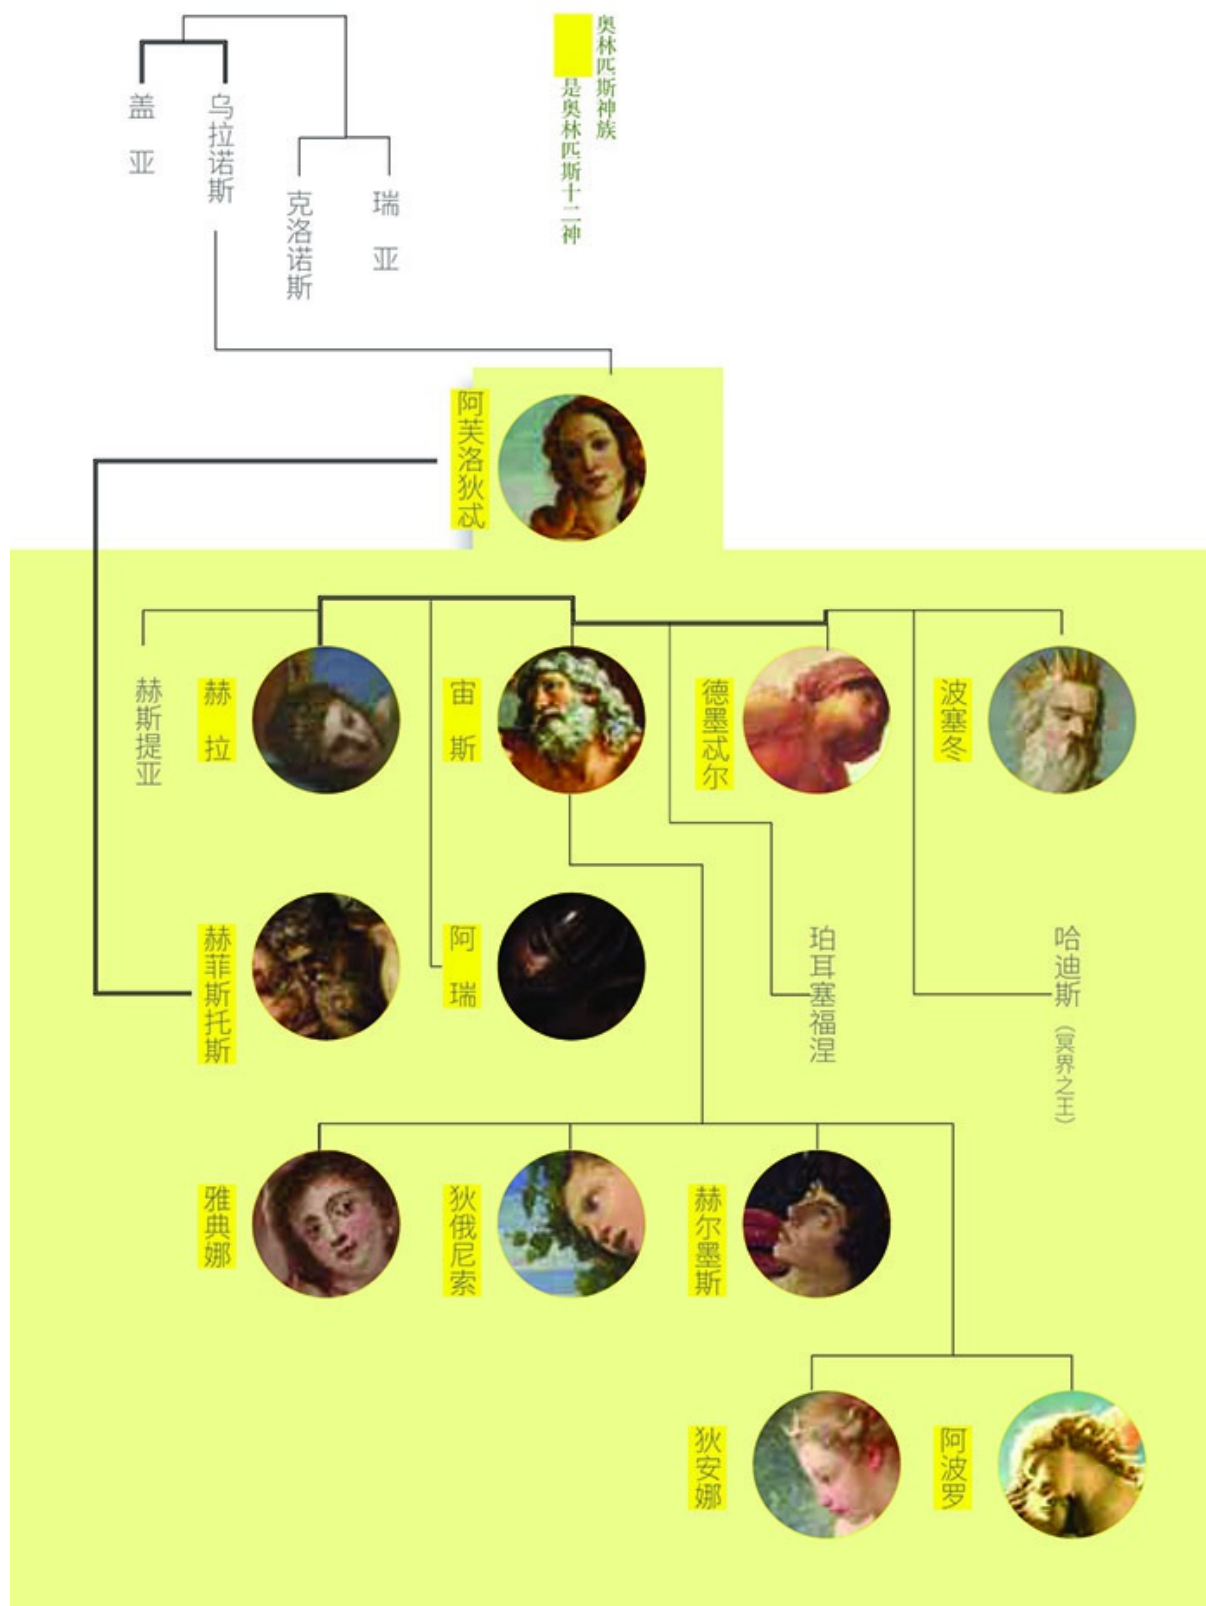 奥林匹斯神族
是奥林匹斯十二神
盖亚
乌拉诺斯
克洛诺斯
瑞亚
阿芙洛狄忒
赫斯提亚
赫拉
宙斯
德墨忒尔
波塞冬
赫菲斯托斯
阿瑞
珀耳塞福涅
哈迪斯（冥界之王）
雅典娜
狄俄尼索
赫尔墨斯
狄安娜
阿波罗